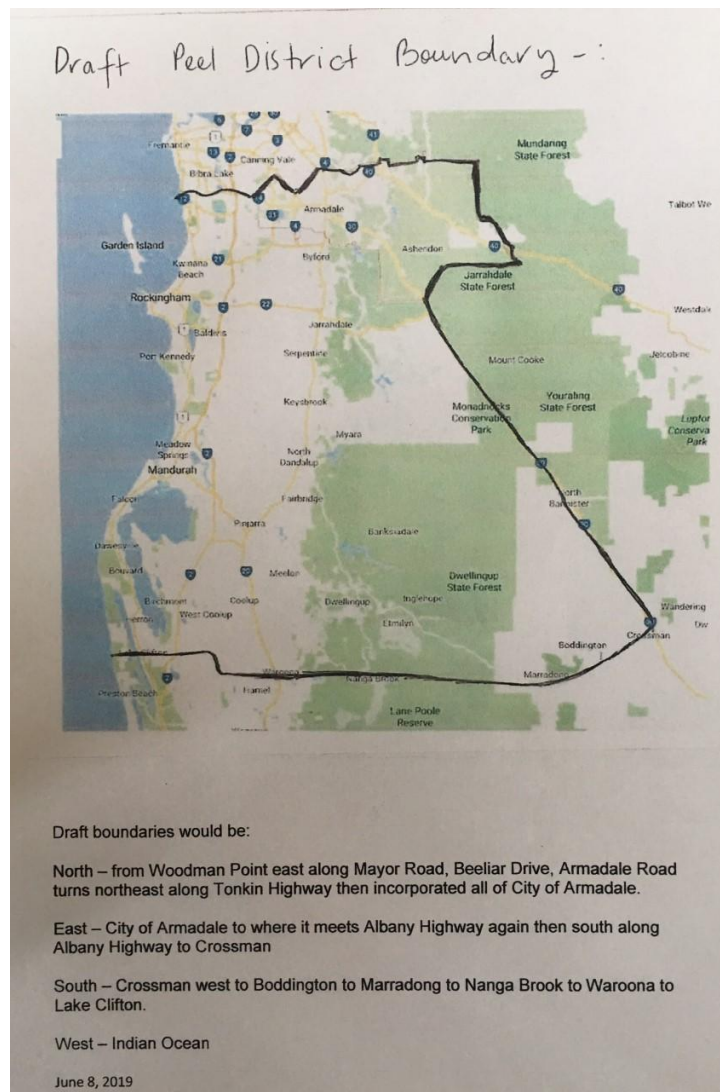 Draft Peel District Boundary -:
Mundaring
State Forest
Fremantle
Canning Vale
Bibra Lake
Armadale
Garden Island
Ashendon
Kwinana
Beach
Byford
Jarrahdale
State Forest
Rockingham
Baldivis
Jarrahdale
Westdale
Port Kennedy
Serpentine
Mount Cooke
Jelcobine
Keysbrook
Monadnocks
Conservation
Park
Youraling
State Forest
Myara
Meadow
Springs
North
Dandalup
Mandurah
Falcon
Fairbridge
North
Bannister
Pinjarra
Banksiadale
Dawesville
Bouvard
Meelon
Dwellingup
State Forest
Birchmont
Coolup
Dwellingup
Inglehope
Wandering
Herron
West Coolup
Etmilyn
Crossman
Boddington
Waroona
Nanga Brook
Marradong
Preston Beach
Hamel
Lane Poole
Reserve
Draft boundaries would be:
North – from Woodman Point east along Mayor Road, Beeliar Drive, Armadale Road
turns northeast along Tonkin Highway then incorporated all of City of Armadale.
East – City of Armadale to where it meets Albany Highway again then south along
Albany Highway to Crossman
South – Crossman west to Boddington to Marradong to Nanga Brook to Waroona to
Lake Clifton.
West – Indian Ocean
June 8, 2019